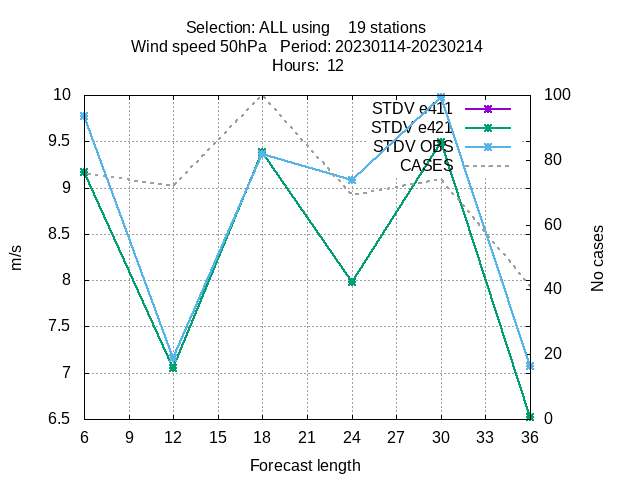 Selection: ALL using    19 stations
Wind speed 50hPa   Period: 20230114-20230214
Hours:  12
STDV e411
STDV e421
STDV OBS
CASES
10
9.5
9
8.5
8
7.5
7
6.5
100
80
60
40
20
0
m/s
No cases
6 9 12 15 18 21 24 27 30 33 36
Forecast length